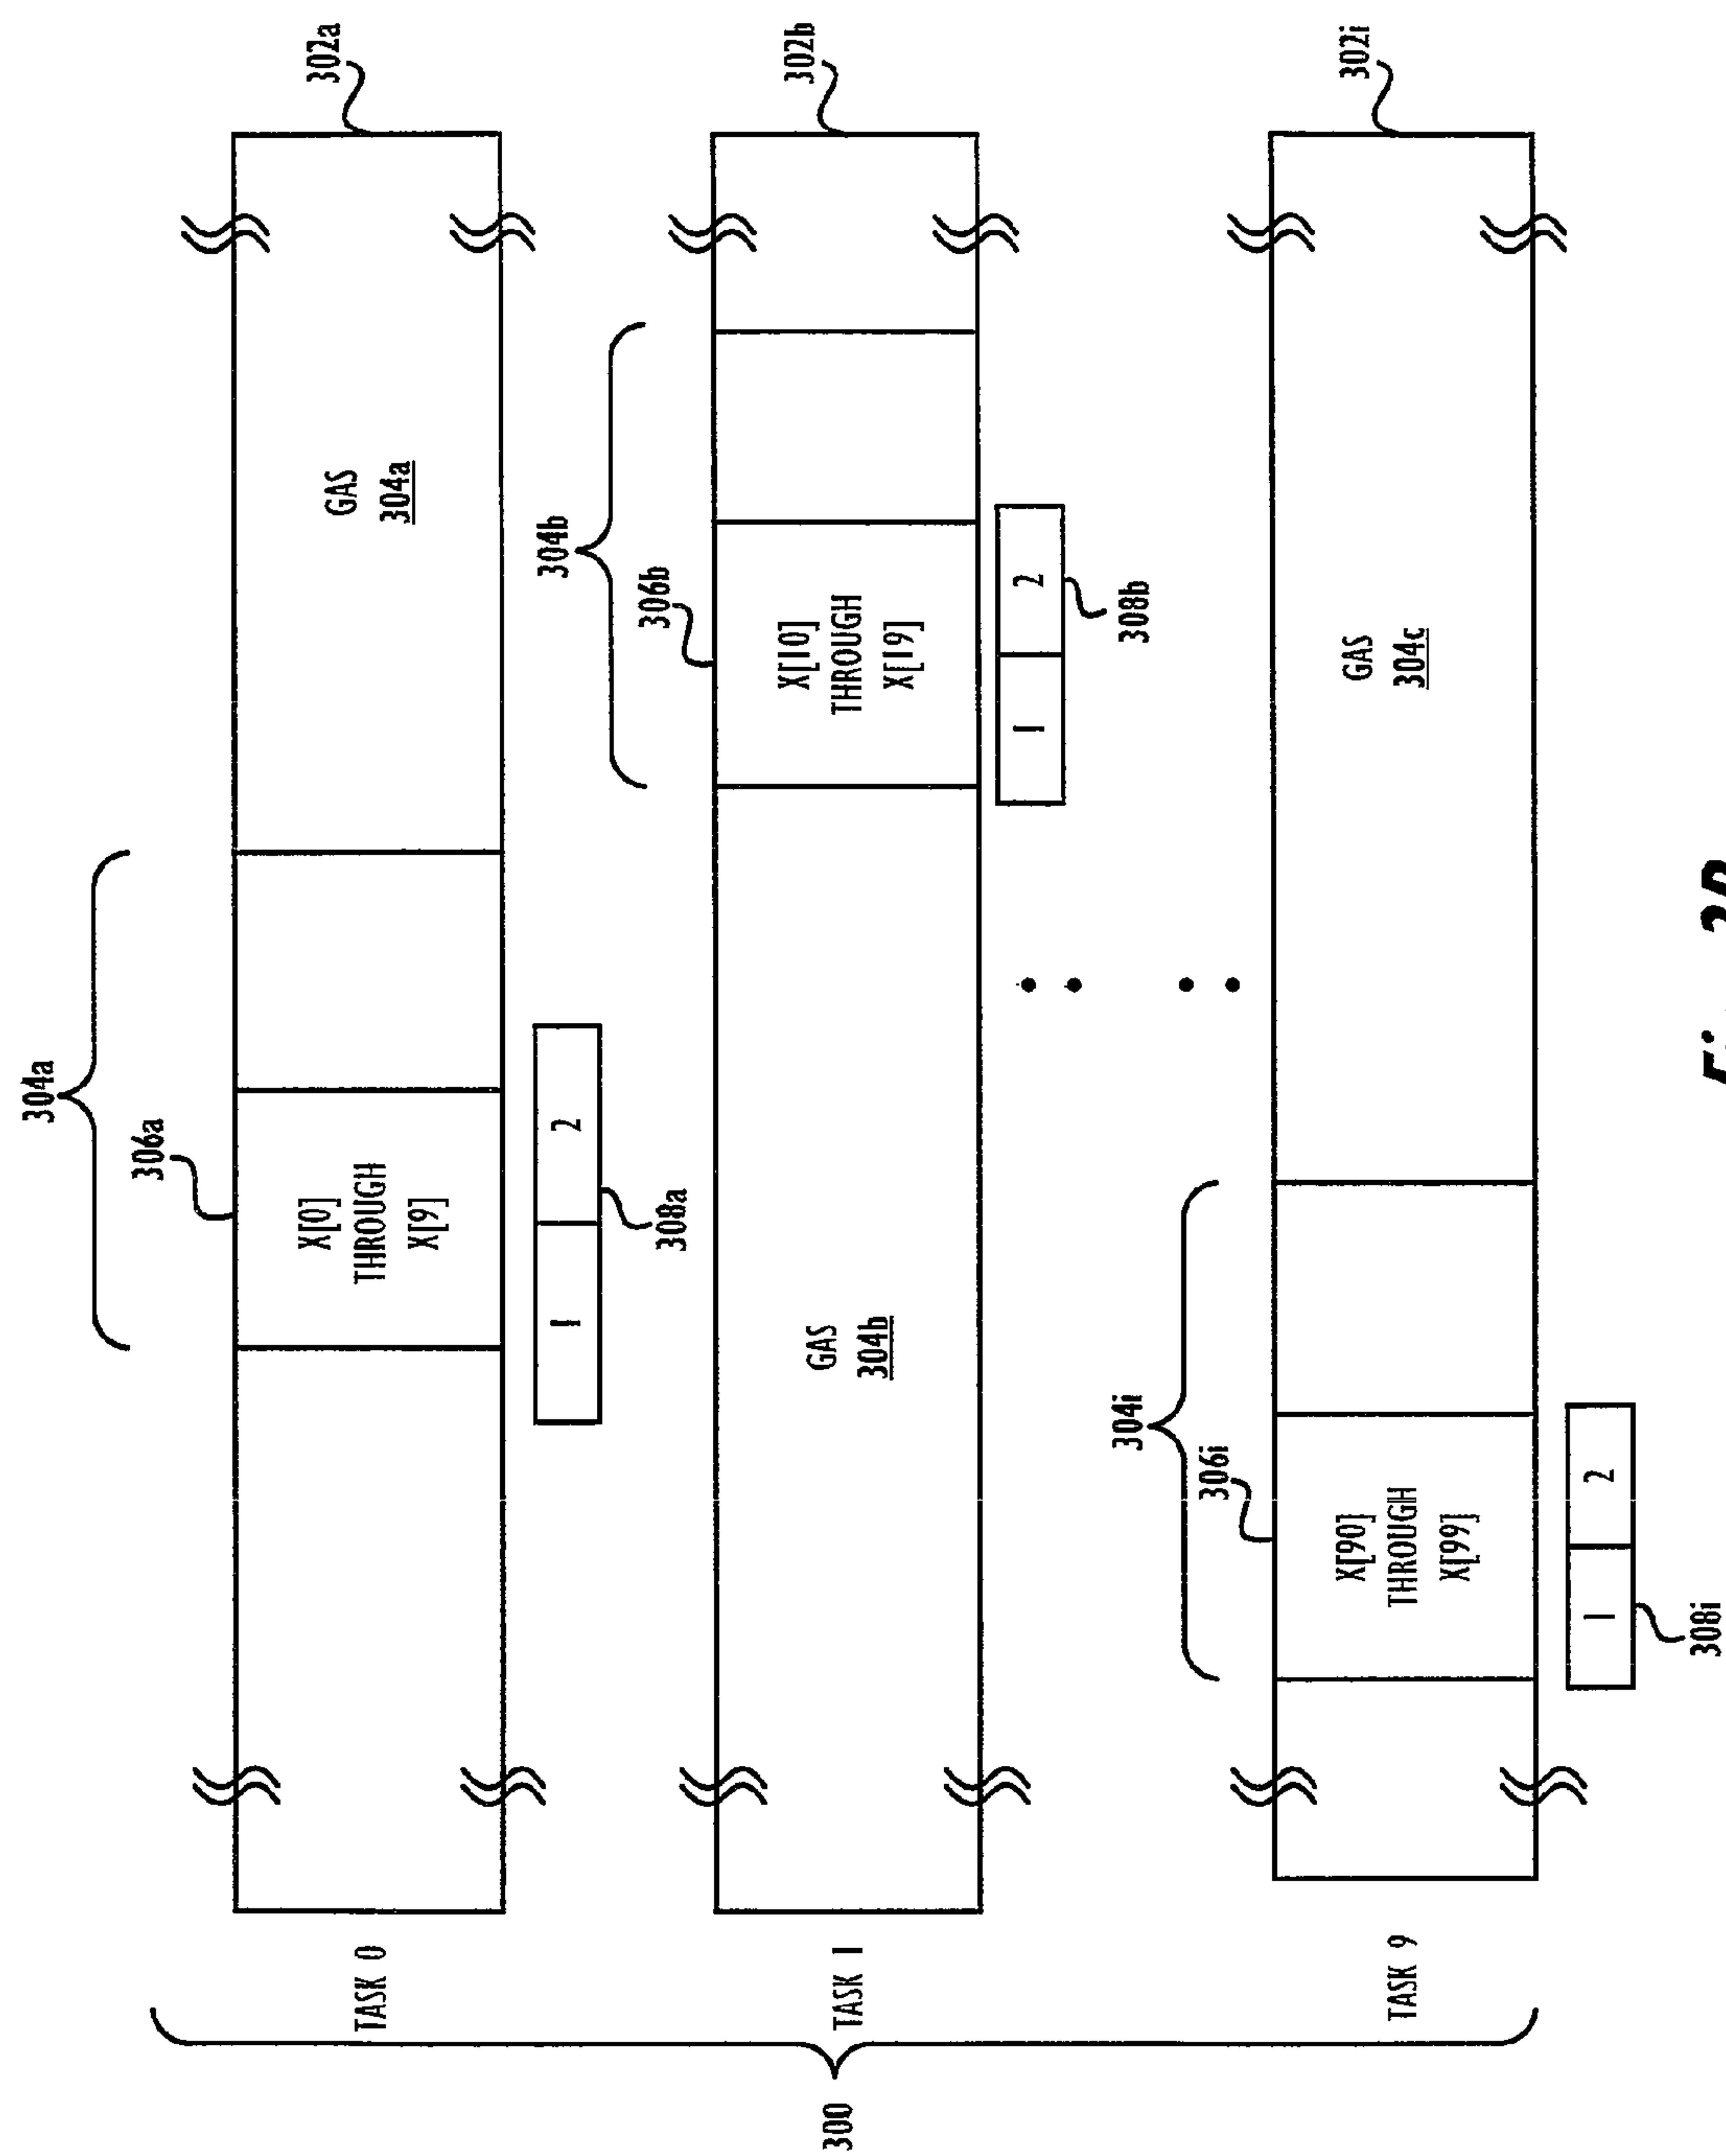 304a
306a
302a
TASK 0
X[0]
THROUGH
X[9]
GAS
304a
1 2
308a
304b
306b
302b
300
TASK 1
GAS
304b
X[10]
THROUGH
X[19]
1 2
308b
304i
306i
302i
TASK 9
X[90]
THROUGH
X[99]
GAS
304c
1 2
308i